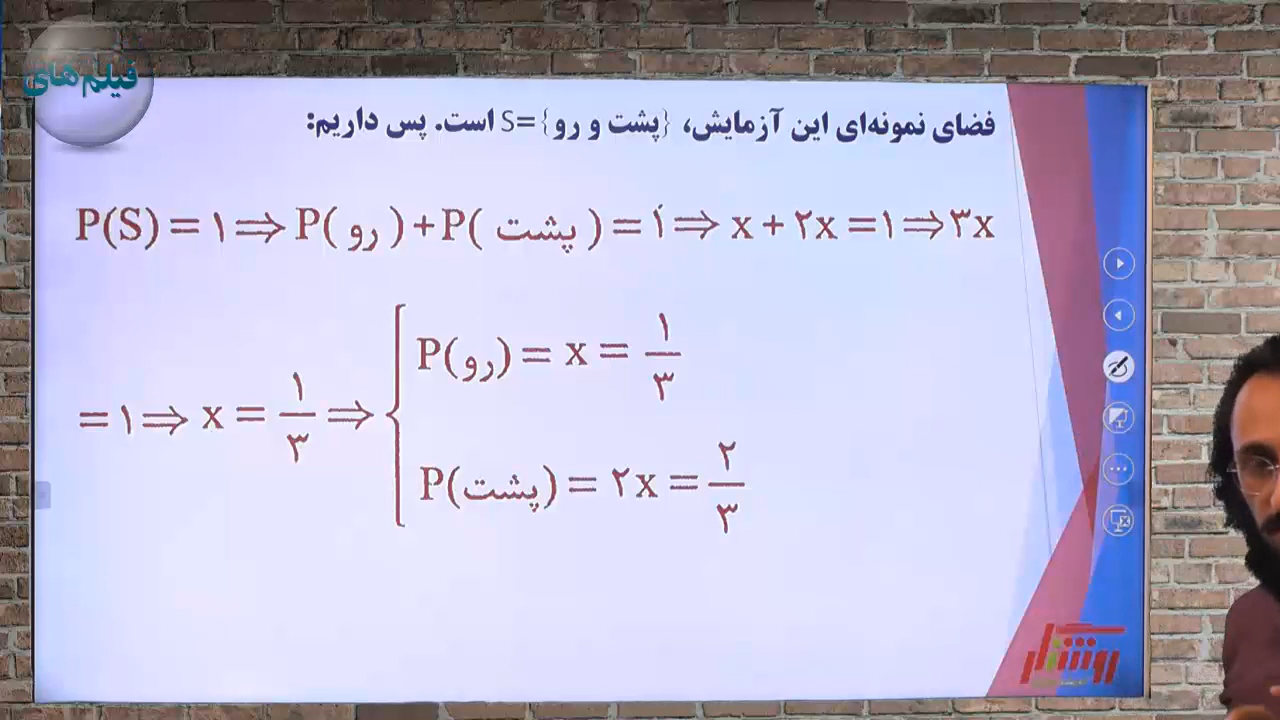 فیلم‌های
فضای نمونه‌ای این آزمایش، {پشت و رو}=S است. پس داریم:
P(S) = ۱ ⇒ P( رو ) + P( پشت ) = ۱ ⇒ x + ۲x = ۱ ⇒ ۳x
= ۱ ⇒ x = ۱/۳ ⇒ { P(رو) = x = ۱/۳
P(پشت) = ۲x = ۲/۳